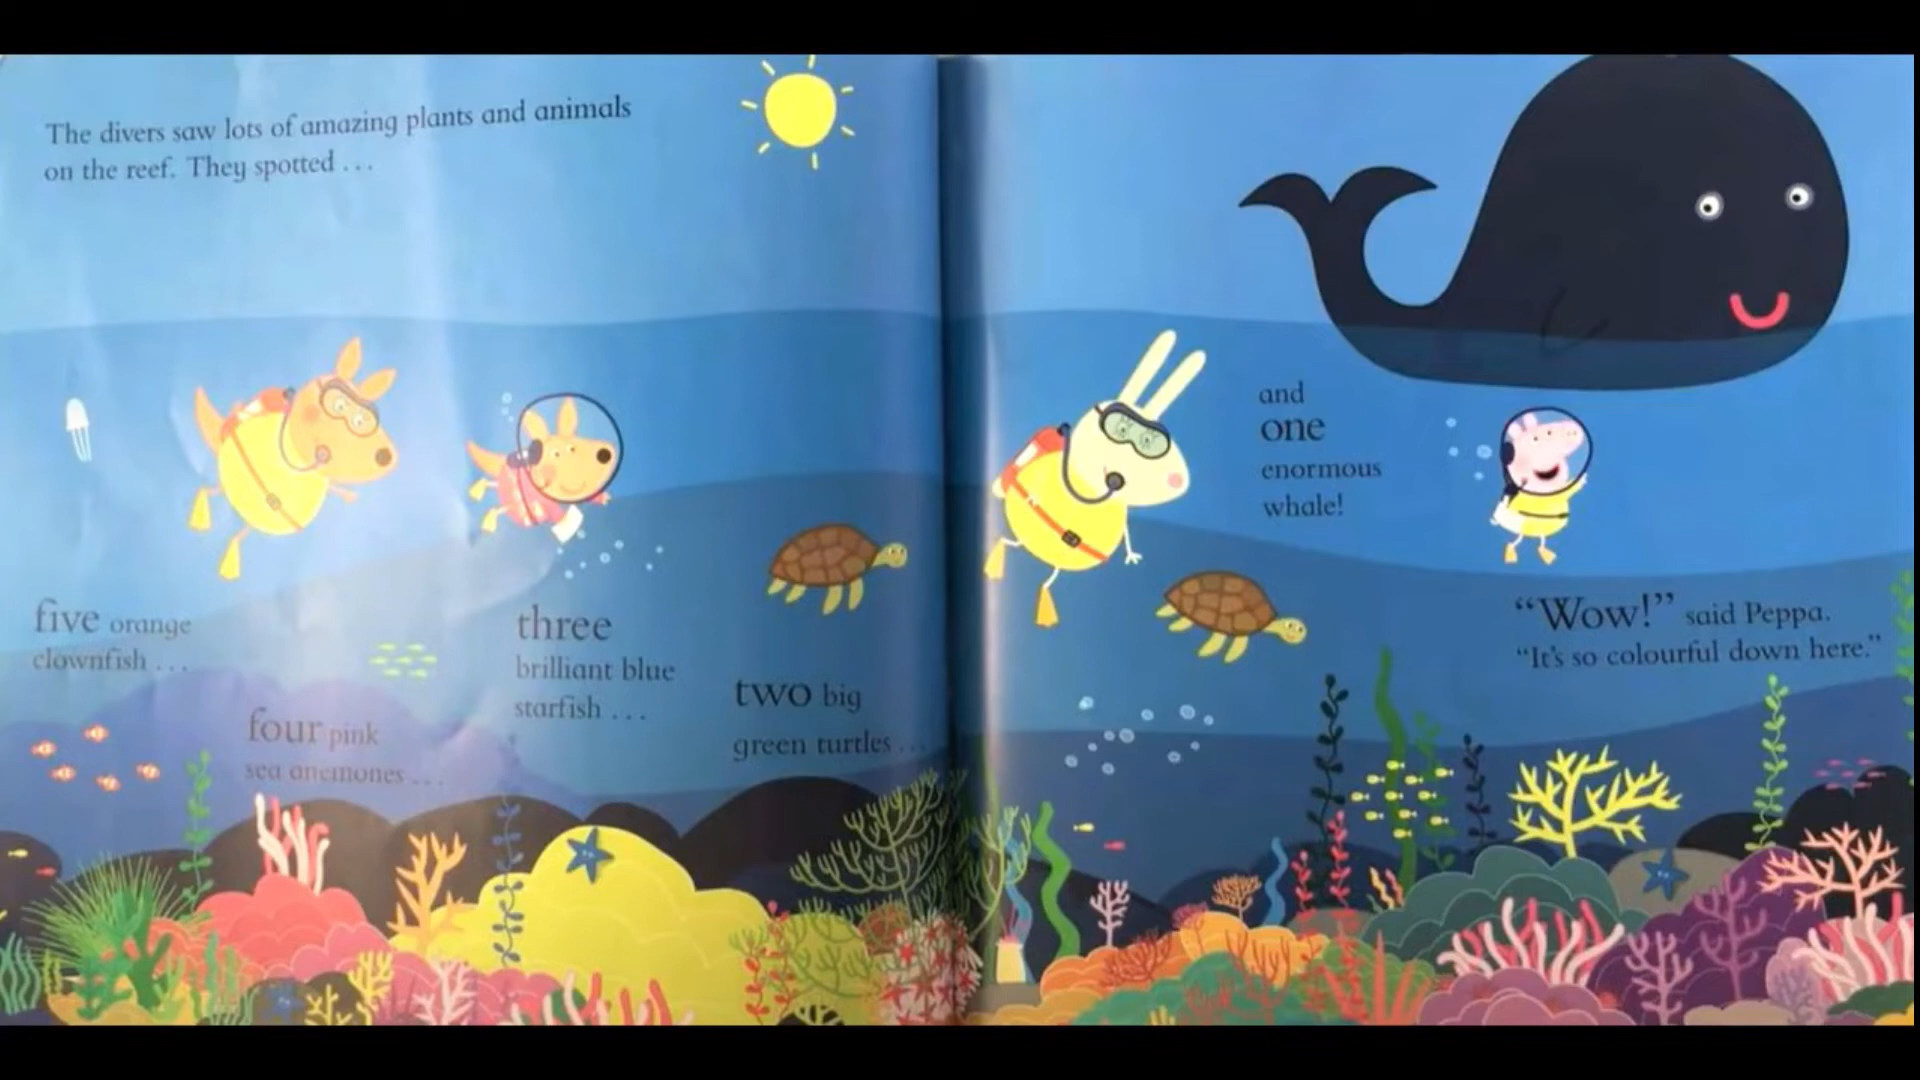 The divers saw lots of amazing plants and animals
on the reef. They spotted . . .
five orange
clownfish . . .
four pink
sea anemones . . .
three
brilliant blue
starfish . . .
two big
green turtles . . .
and
one
enormous
whale!
“Wow!” said Peppa.
“It's so colourful down here.”